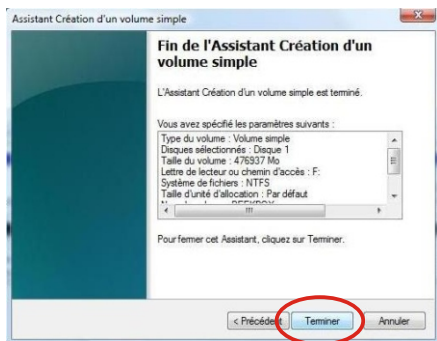 Assistant Création d'un volume simple
Fin de l'Assistant Création d'un
volume simple
L'Assistant Création d'un volume simple est terminé.
Vous avez spécifié les paramètres suivants :
Type du volume : Volume simple
Disques sélectionnés : Disque 1
Taille du volume : 476937 Mo
Lettre de lecteur ou chemin d'accès : F:
Système de fichiers : NTFS
Taille d'unité d'allocation : Par défaut
Pour fermer cet Assistant, cliquez sur Terminer.
< Précédent
Terminer
Annuler